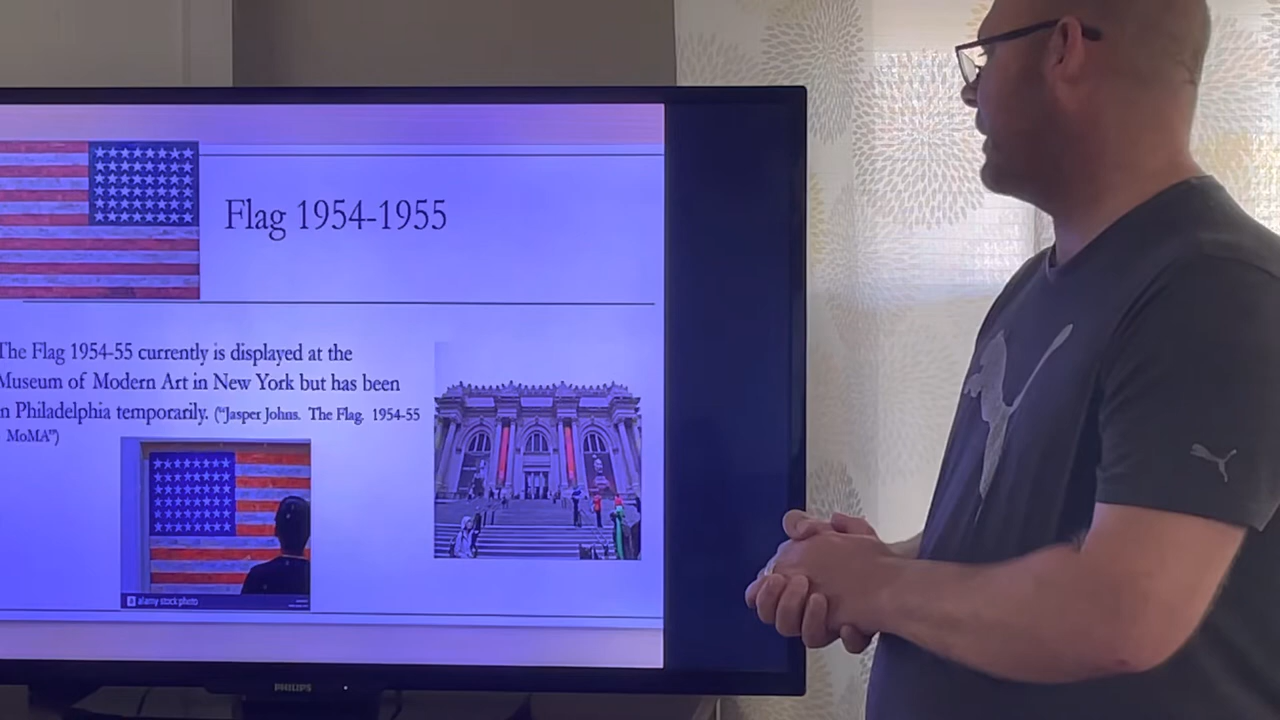 Flag 1954-1955
The Flag 1954-55 currently is displayed at the
Museum of Modern Art in New York but has been
n Philadelphia temporarily. ("Jasper Johns. The Flag. 1954-55
MoMA")
a alamy stock photo
PHILIPS